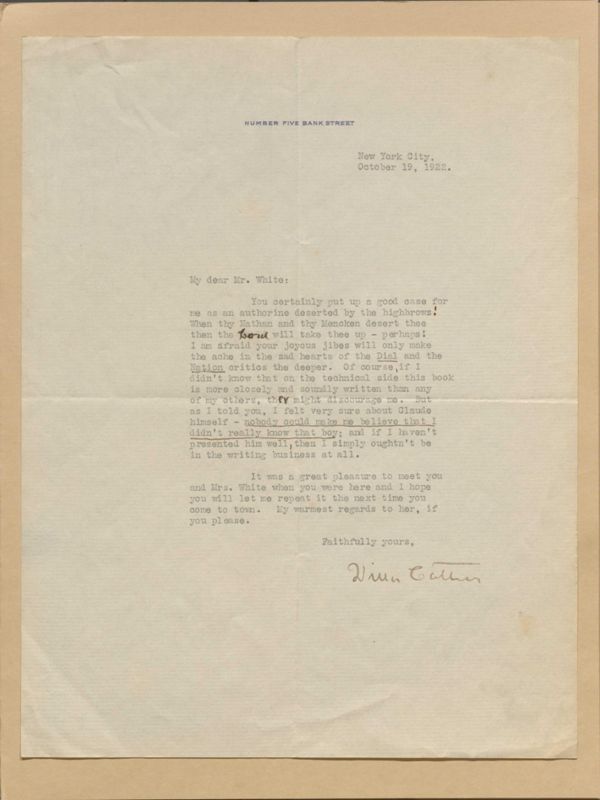 NUMBER FIVE BANK STREET
New York City,
October 19, 1922.
My dear Mr. White:
You certainly put up a good case for
me as an authorine deserted by the highbrows!
When thy Nathan and thy Mencken desert thee
then the Lord will take thee up - perhaps!
I am afraid your joyous jibes will only make
the ache in the sad hearts of the Dial and the
Nation critics the deeper. Of course, if I
didn't know that on the technical side this book
is more closely and soundly written than any
of my others, they might discourage me. But
as I told you, I felt very sure about Claude
himself - nobody could make me believe that I
didn't really know that boy; and if I haven't
presented him well, then I simply oughtn't be
in the writing business at all.
It was a great pleasure to meet you
and Mrs. White when you were here and I hope
you will let me repeat it the next time you
come to town. My warmest regards to her, if
you please.
Faithfully yours,
Willa Cather